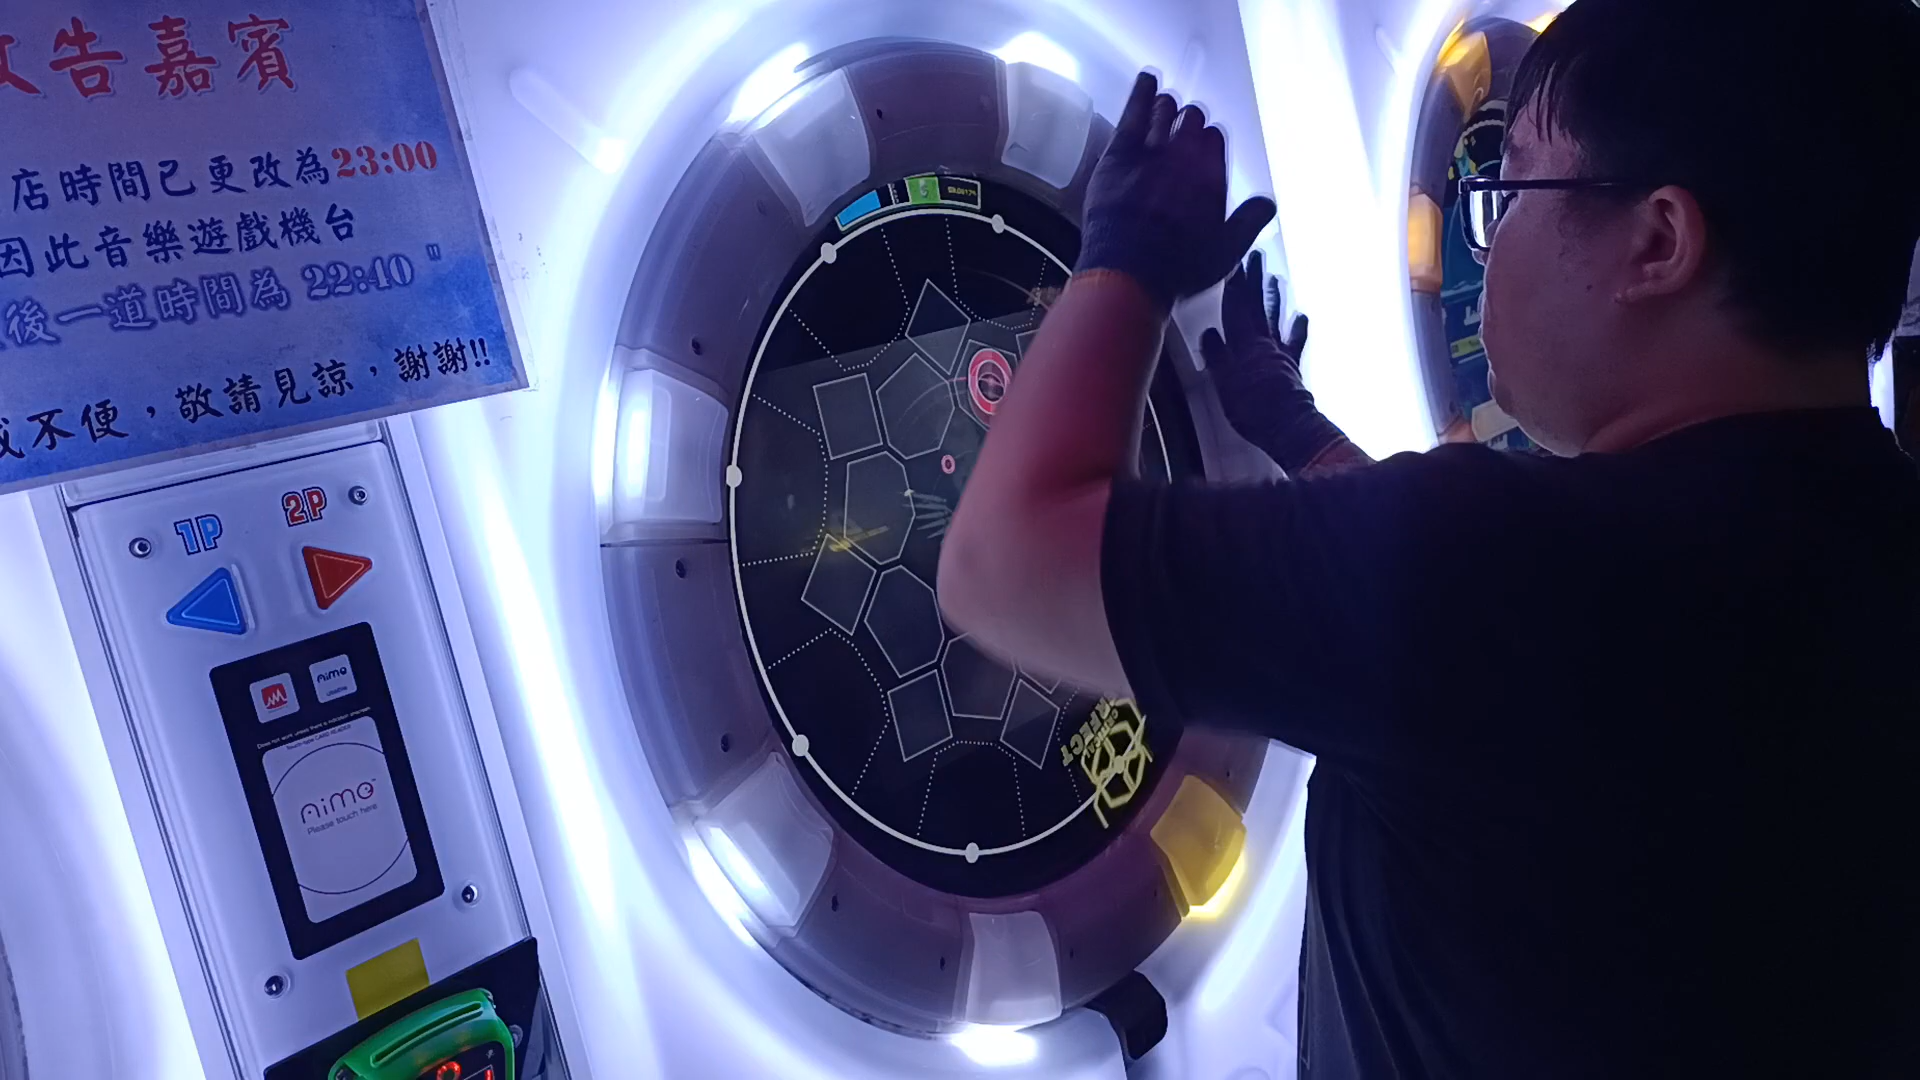 告嘉賓
店時間已更改為23:00
因此音樂遊戲機台
後一道時間為 22:40 "
不便，敬請見諒，謝謝!!
1P
2P
Aime
Aime
Please touch here
CRITICAL
PERFECT